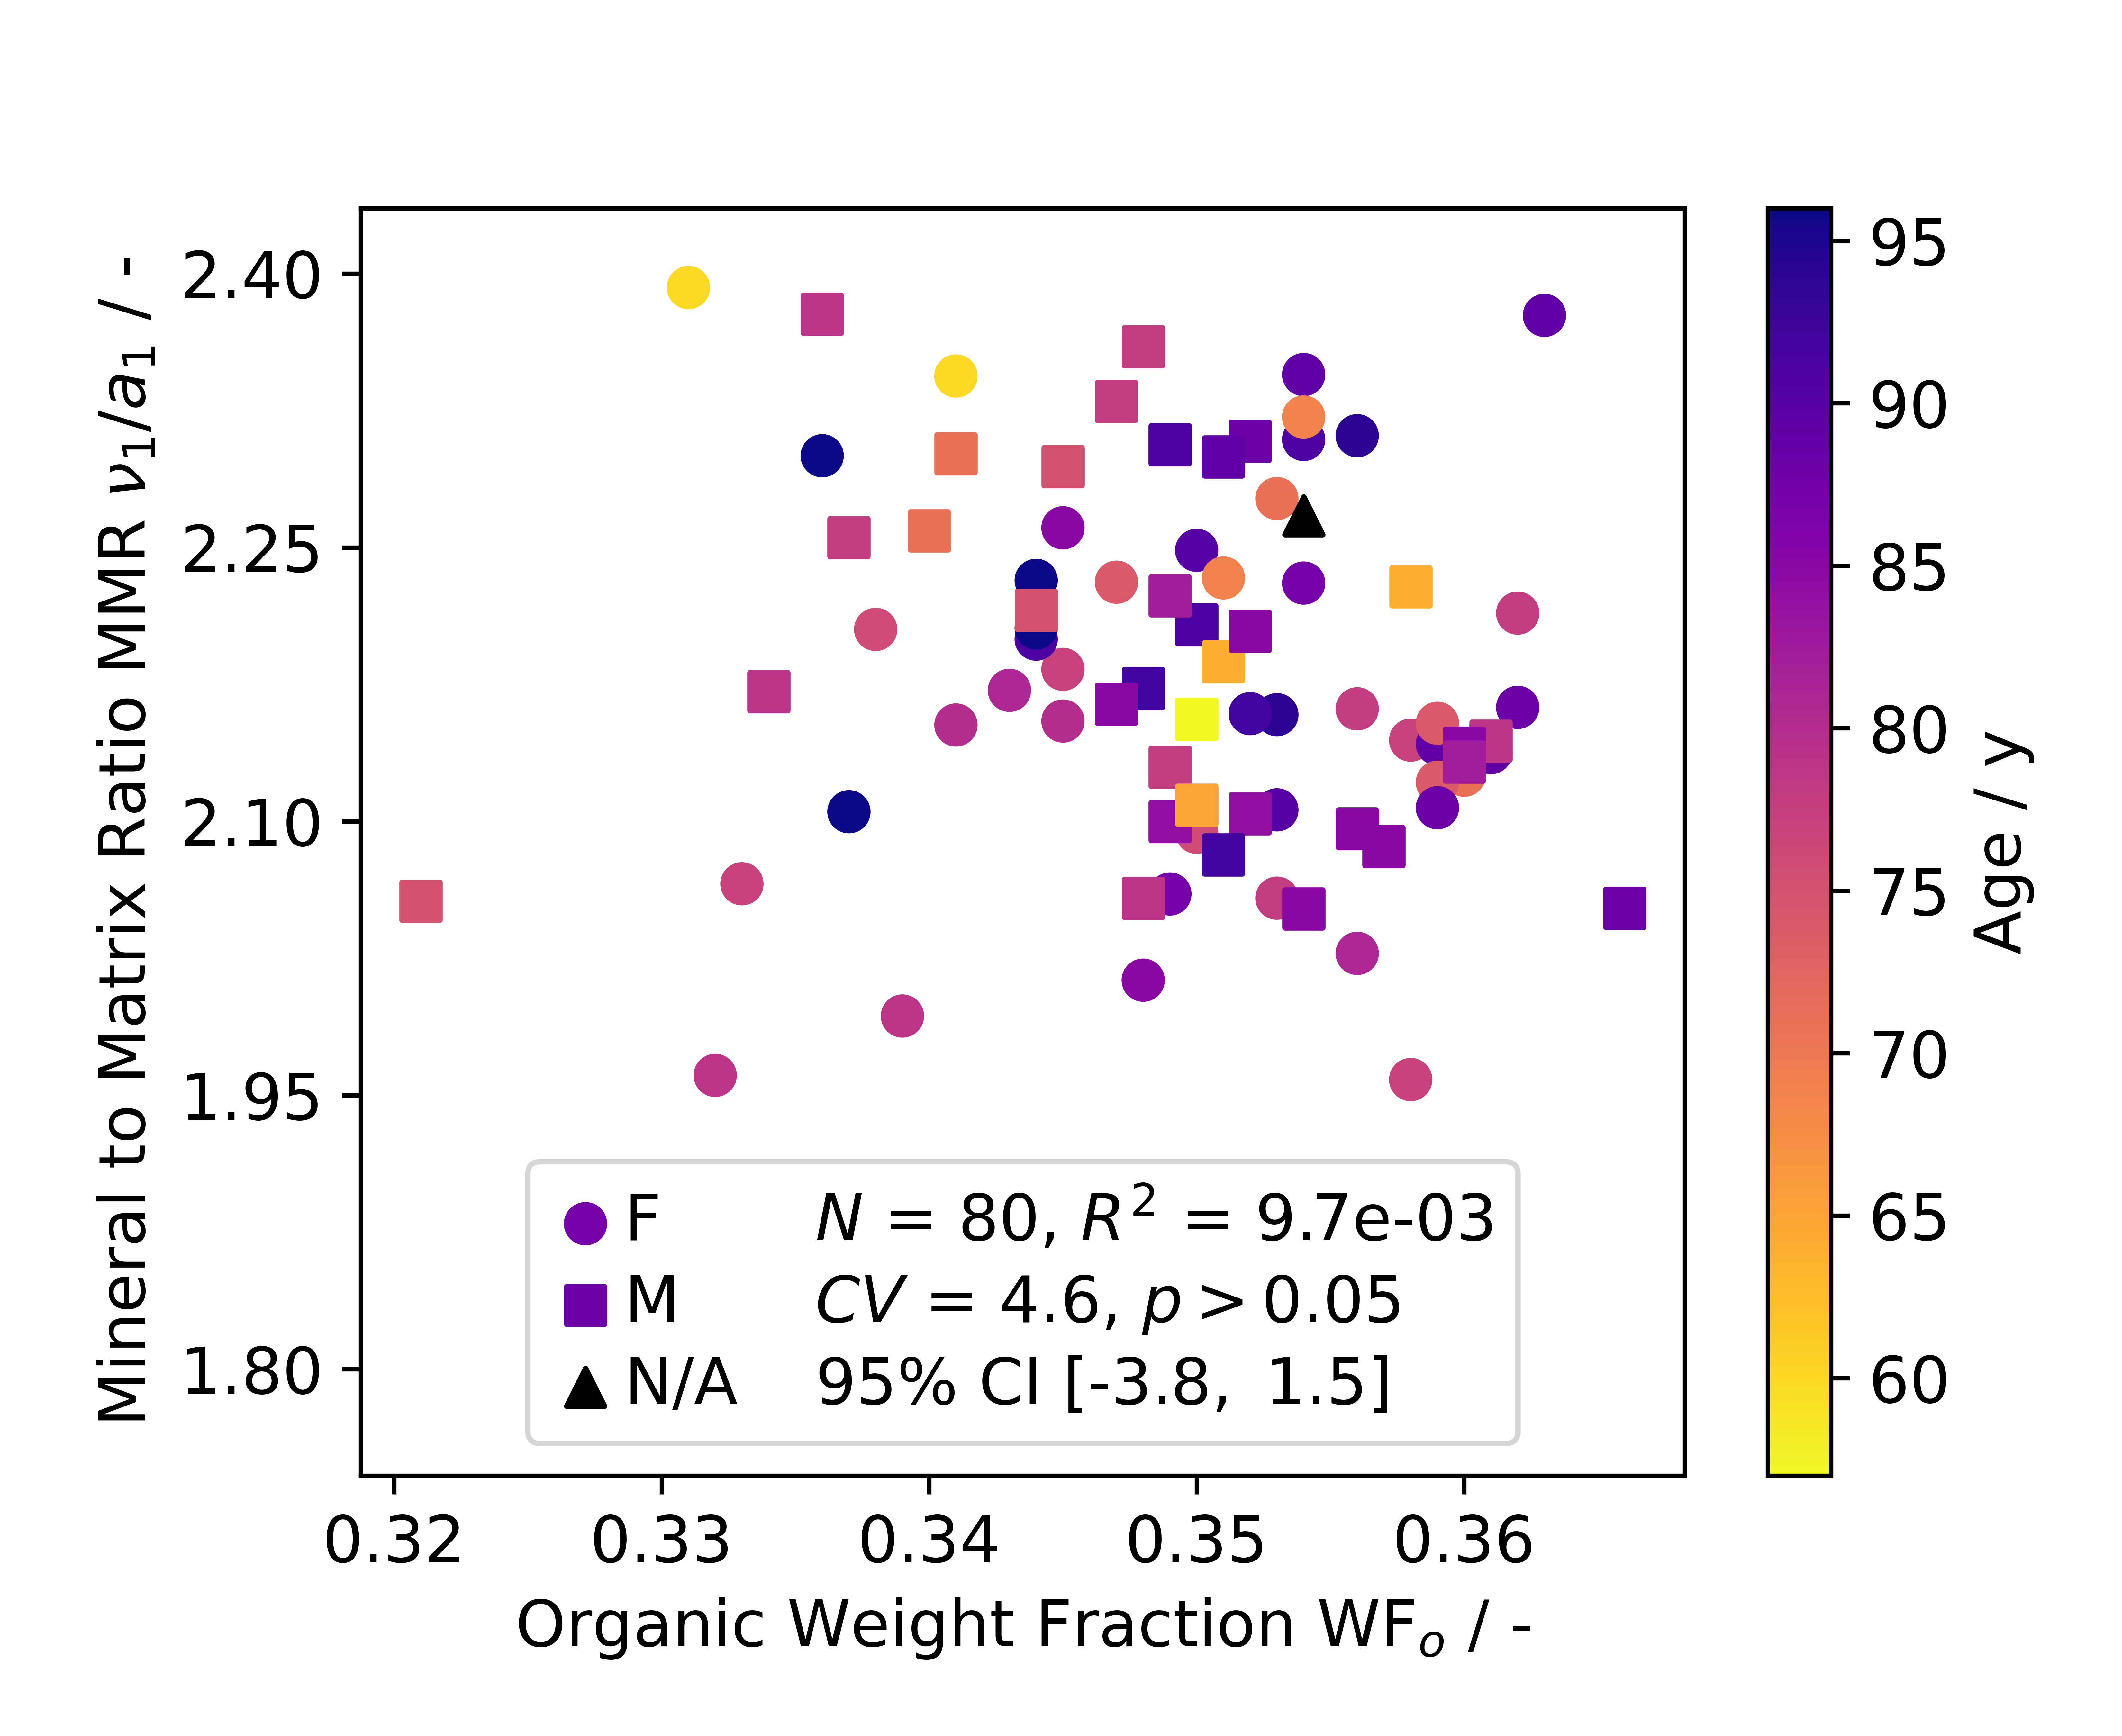 Mineral to Matrix Ratio MMR ν₁/a₁ / -
2.40
2.25
2.10
1.95
1.80
F N = 80, R² = 9.7e-03
M CV = 4.6, p > 0.05
N/A 95% CI [-3.8, 1.5]
0.32 0.33 0.34 0.35 0.36
Organic Weight Fraction WFₒ / -
95
90
85
80
75
70
65
60
Age / y